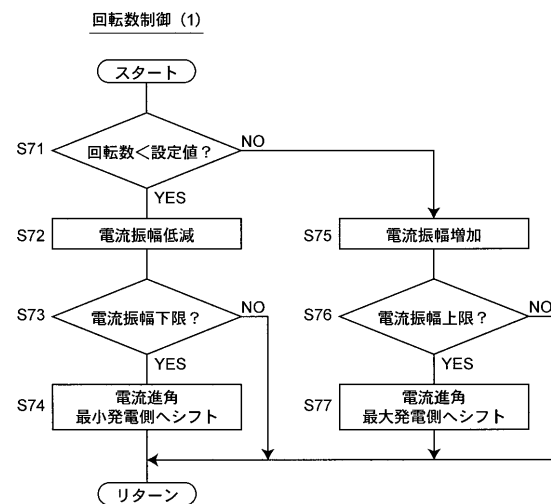 回転数制御（1）
スタート
S71
回転数＜設定値？
NO
YES
S72
電流振幅低減
S75
電流振幅増加
S73
電流振幅下限？
NO
YES
S76
電流振幅上限？
NO
YES
S74
電流進角
最小発電側へシフト
S77
電流進角
最大発電側へシフト
リターン